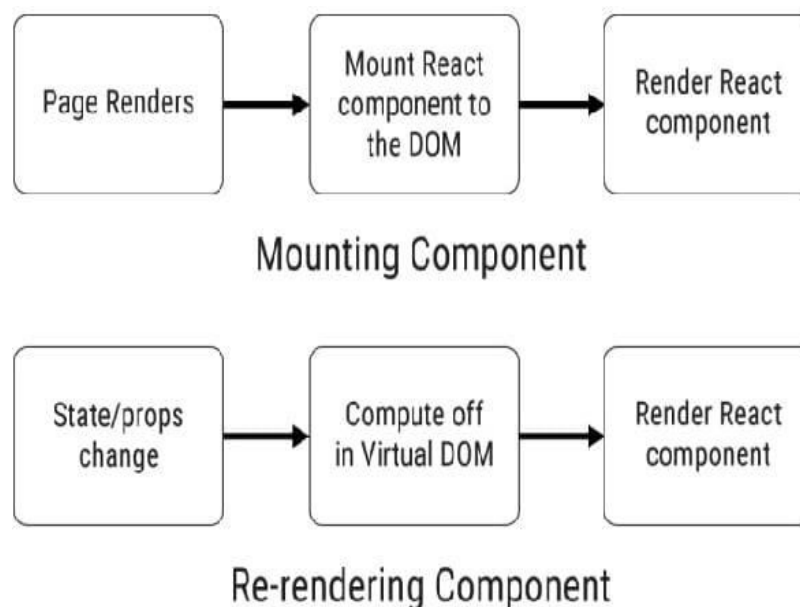 Page Renders
Mount React
component to
the DOM
Render React
component
Mounting Component
State/props
change
Compute off
in Virtual DOM
Render React
component
Re-rendering Component